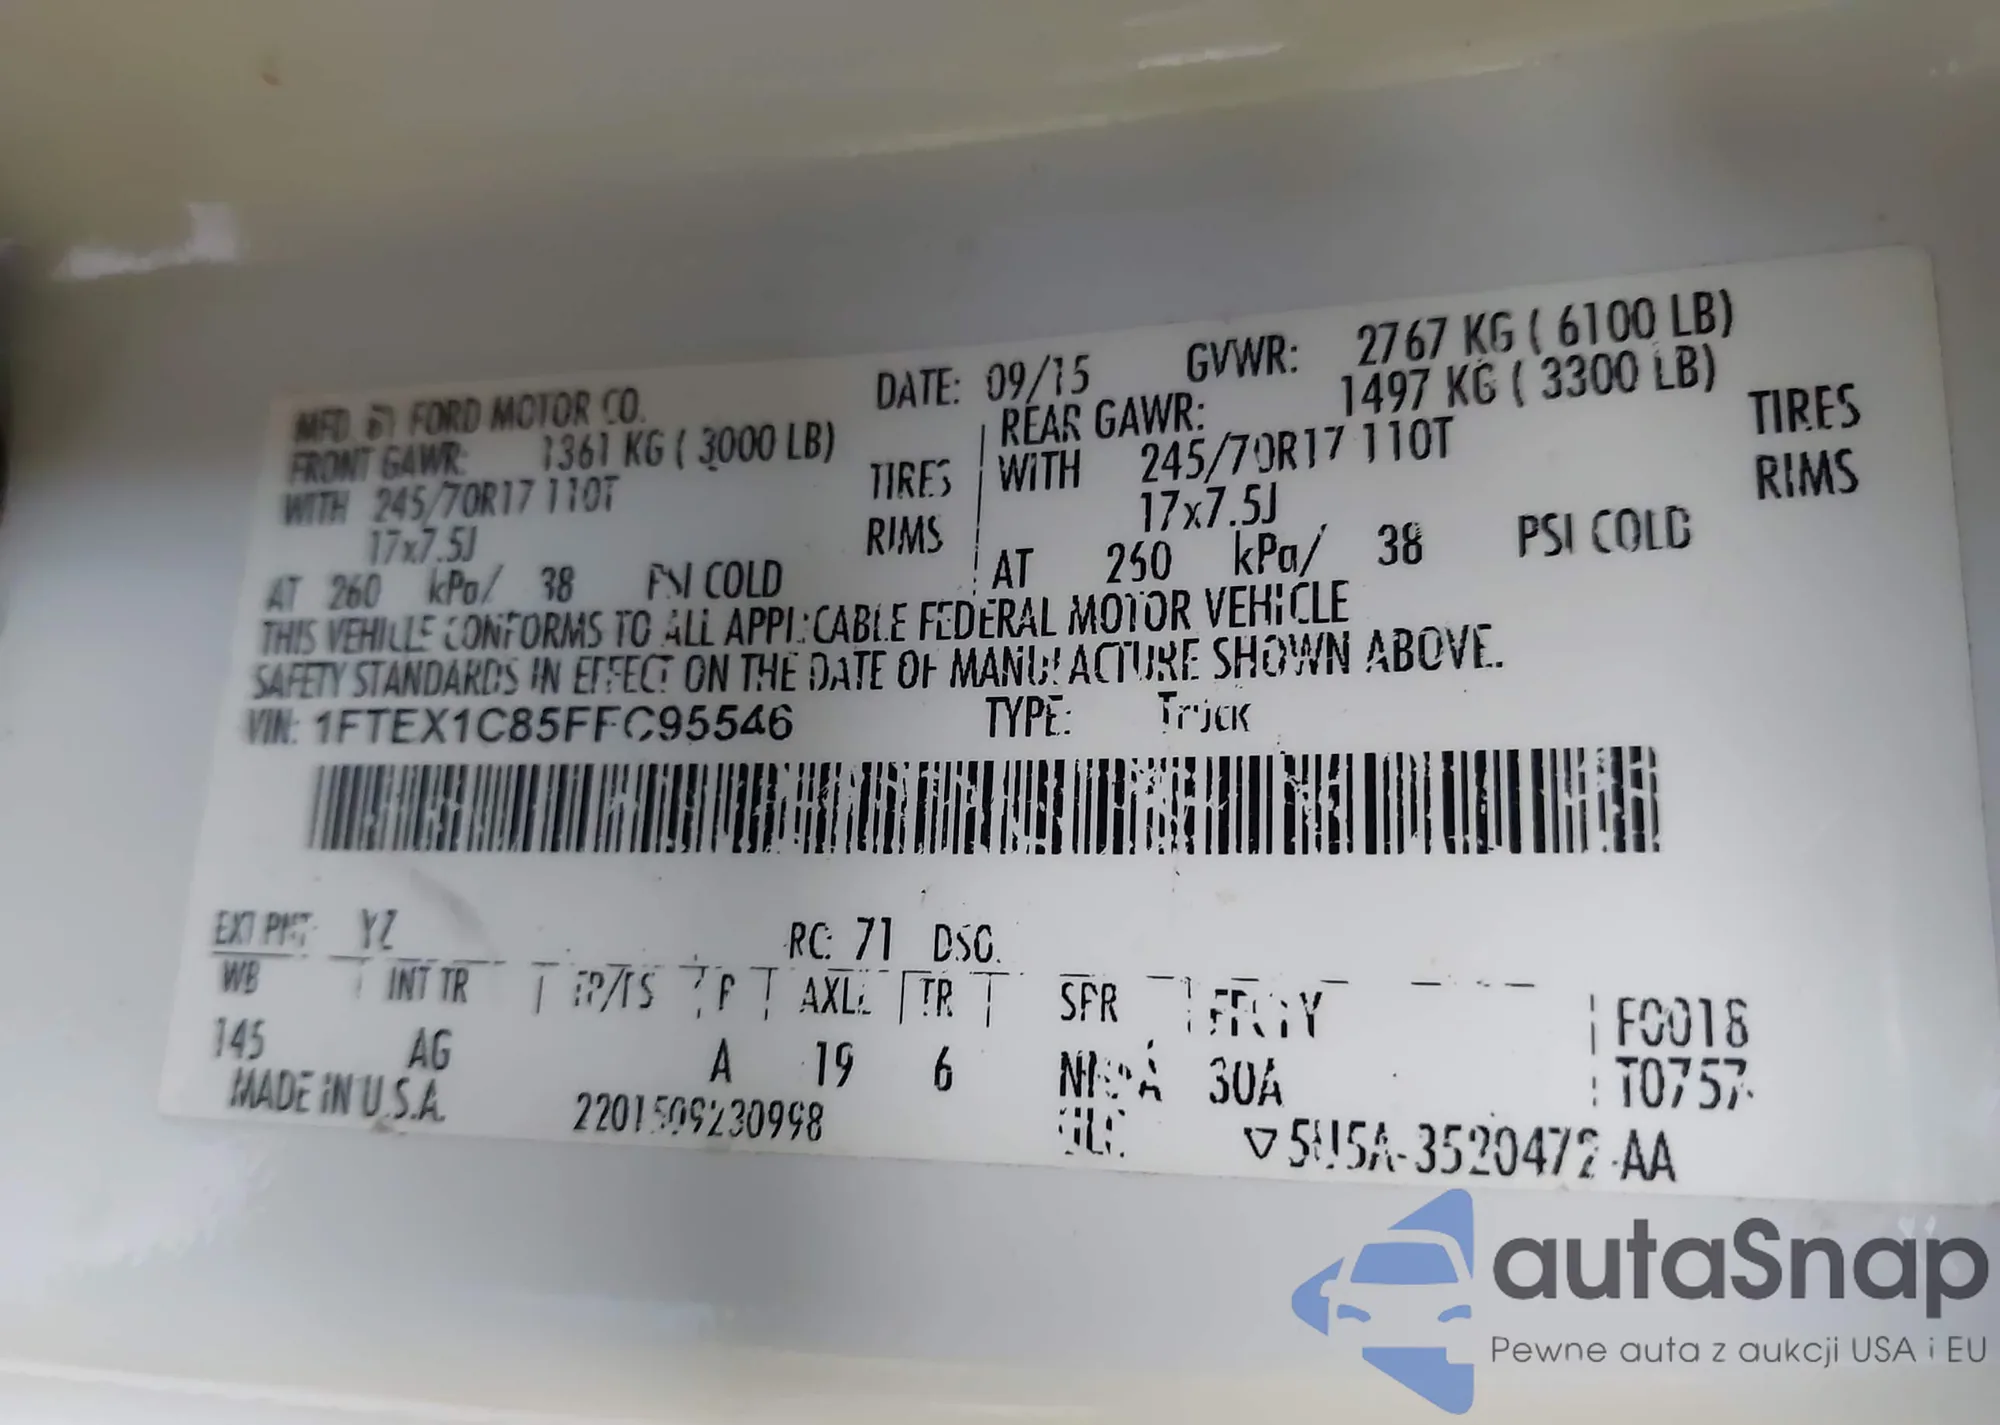 MFD. BY FORD MOTOR CO. DATE: 09/15 GVWR: 2767 KG ( 6100 LB)
FRONT GAWR: 1361 KG ( 3000 LB) REAR GAWR: 1497 KG ( 3300 LB)
WITH 245/70R17 110T TIRES WITH 245/70R17 110T TIRES
17x7.5J RIMS 17x7.5J RIMS
AT 260 kPa/ 38 PSI COLD AT 260 kPa/ 38 PSI COLD
THIS VEHICLE CONFORMS TO ALL APPLICABLE FEDERAL MOTOR VEHICLE
SAFETY STANDARDS IN EFFECT ON THE DATE OF MANUFACTURE SHOWN ABOVE.
VIN: 1FTEX1C85FFC95546 TYPE: Truck
EXT PNT: YZ RC: 71 DSO:
WB INT TR TP/PS R AXLE TR SPR F0018
145 AG A 19 6 30A T0757
MADE IN U.S.A. 2201509230998 5U5A-3520472-AA
autaSnap
Pewne auta z aukcji USA i EU